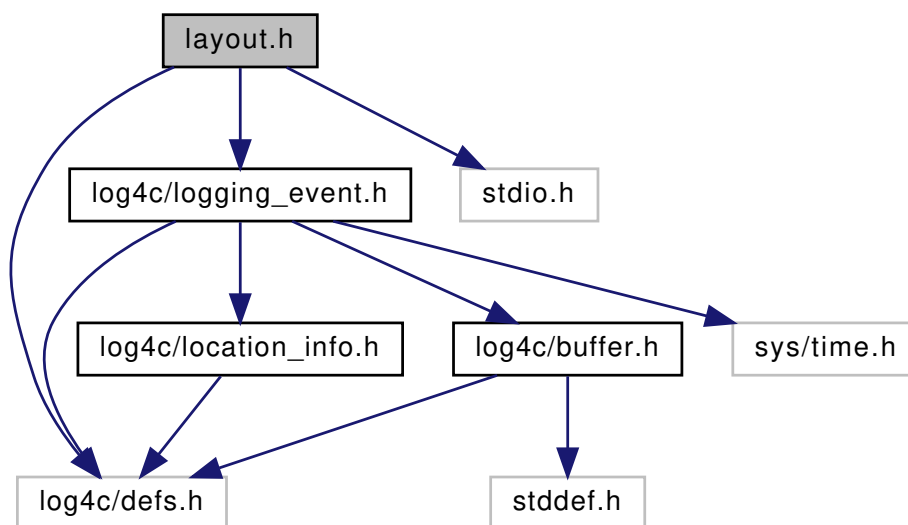 layout.h
log4c/logging_event.h
stdio.h
log4c/location_info.h
log4c/buffer.h
sys/time.h
log4c/defs.h
stddef.h